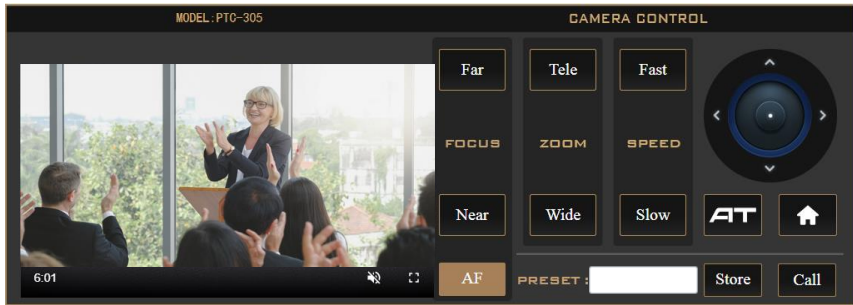 MODEL:PTC-305
CAMERA CONTROL
Far
Tele
Fast
FOCUS
ZOOM
SPEED
Near
Wide
Slow
AT
6:01
AF
PRESET:
Store
Call